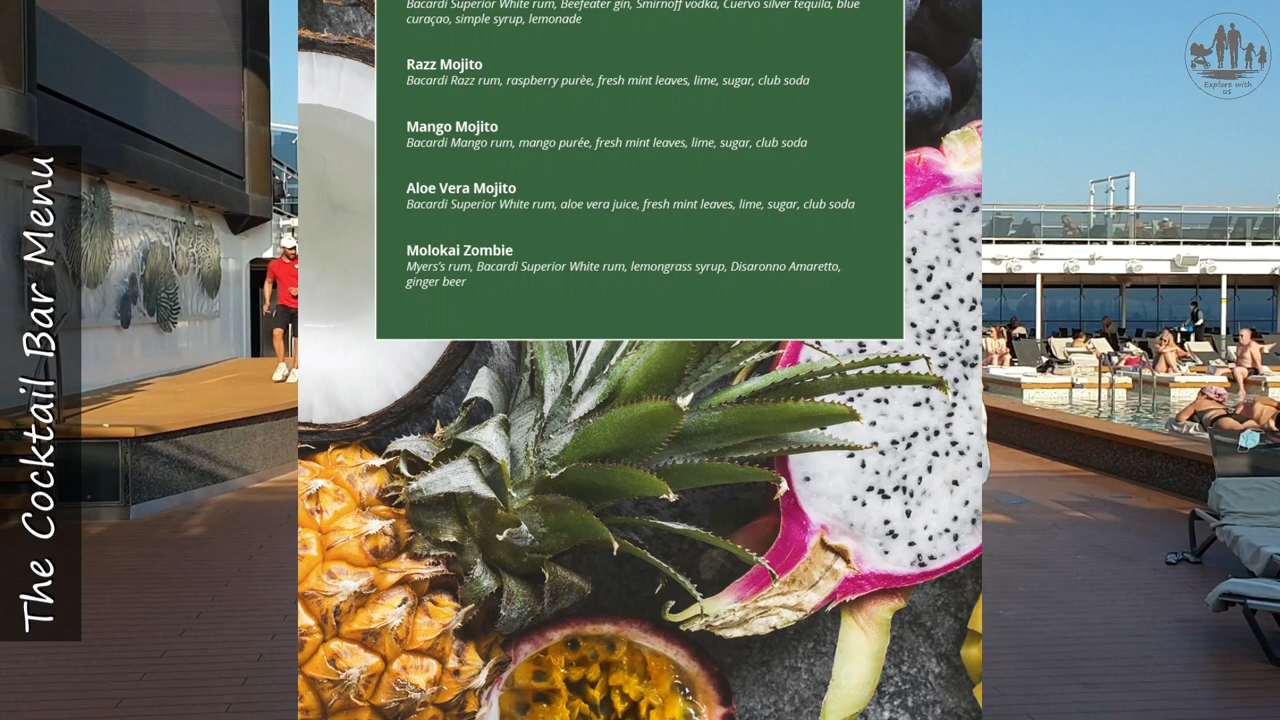 Bacardi Superior White rum, Beefeater gin, Smirnoff vodka, Cuervo silver tequila, blue
curaçao, simple syrup, lemonade
Razz Mojito
Bacardi Razz rum, raspberry purèe, fresh mint leaves, lime, sugar, club soda
Mango Mojito
Bacardi Mango rum, mango purée, fresh mint leaves, lime, sugar, club soda
Aloe Vera Mojito
Bacardi Superior White rum, aloe vera juice, fresh mint leaves, lime, sugar, club soda
Molokai Zombie
Myers's rum, Bacardi Superior White rum, lemongrass syrup, Disaronno Amaretto,
ginger beer
The Cocktail Bar Menu
Explore with
us